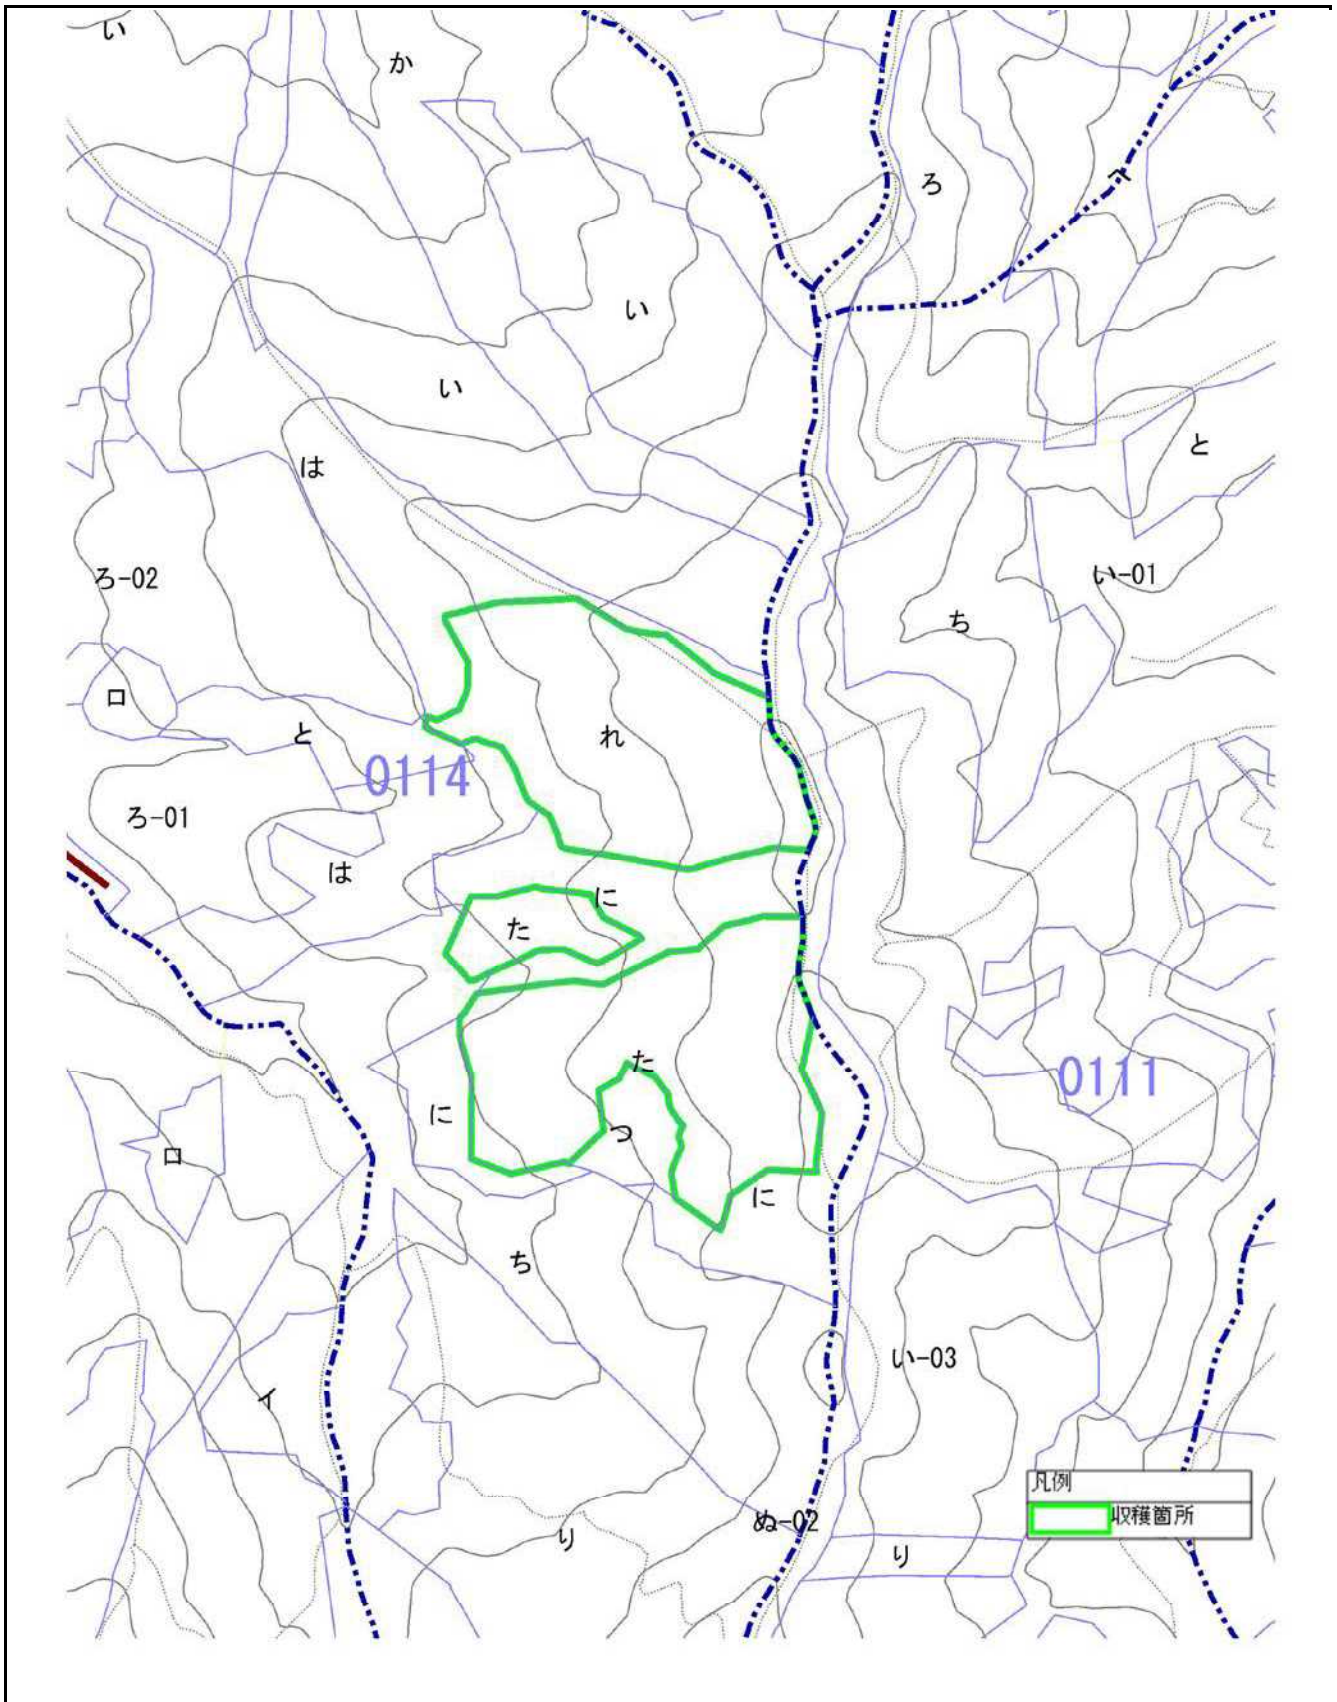 い
か
ろ
へ
い
い
と
は
ろ-02
い-01
ち
ロ
と
れ
0114
ろ-01
は
に
た
た
0111
に
つ
ロ
に
ち
い-03
イ
凡例
収穫箇所
ぬ-02
り
り